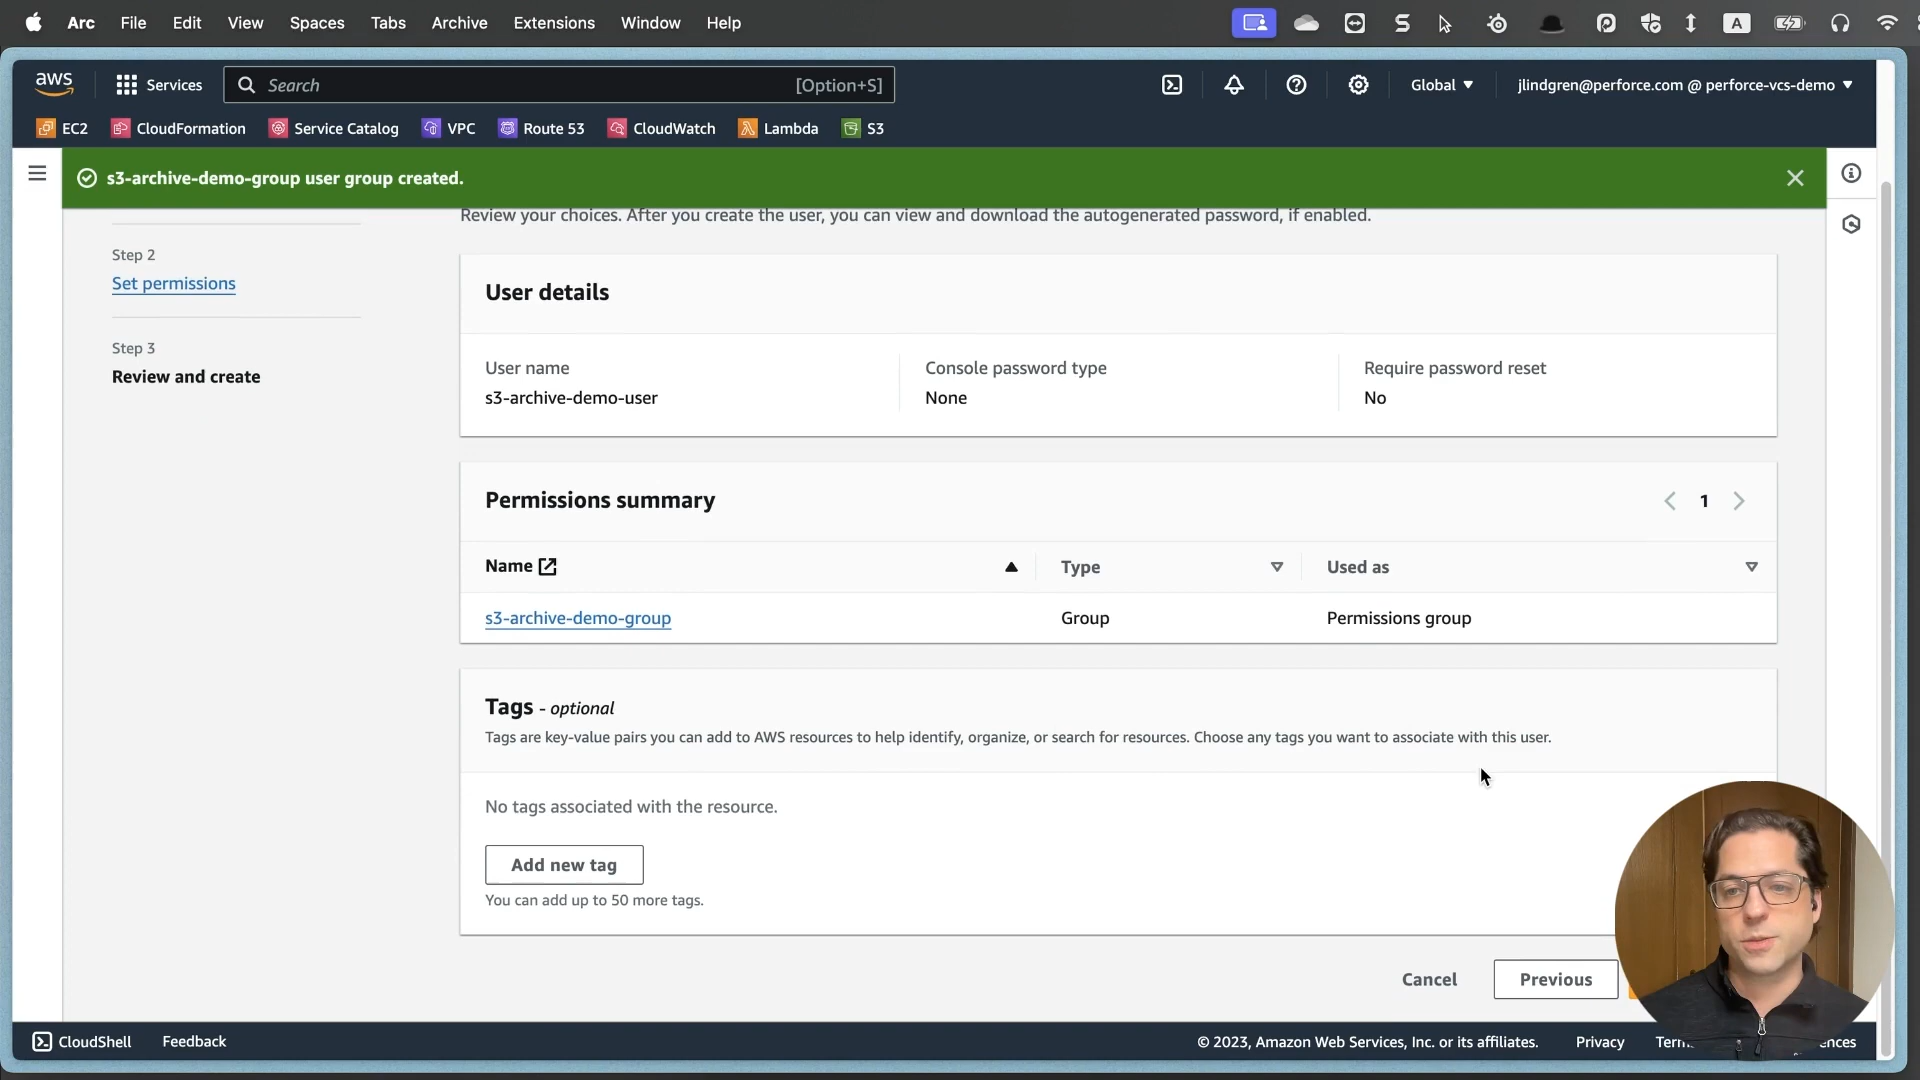 Arc File Edit View Spaces Tabs Archive Extensions Window Help A
aws Services Search [Option+S] Global jlindgren@perforce.com @ perforce-vcs-demo
EC2 CloudFormation Service Catalog VPC Route 53 CloudWatch Lambda S3
s3-archive-demo-group user group created.
Review your choices. After you create the user, you can view and download the autogenerated password, if enabled.
Step 2
Set permissions
Step 3
Review and create
User details
User name Console password type Require password reset
s3-archive-demo-user None No
Permissions summary 1
Name Type Used as
s3-archive-demo-group Group Permissions group
Tags - optional
Tags are key-value pairs you can add to AWS resources to help identify, organize, or search for resources. Choose any tags you want to associate with this user.
No tags associated with the resource.
Add new tag
You can add up to 50 more tags.
Cancel Previous
CloudShell Feedback © 2023, Amazon Web Services, Inc. or its affiliates. Privacy